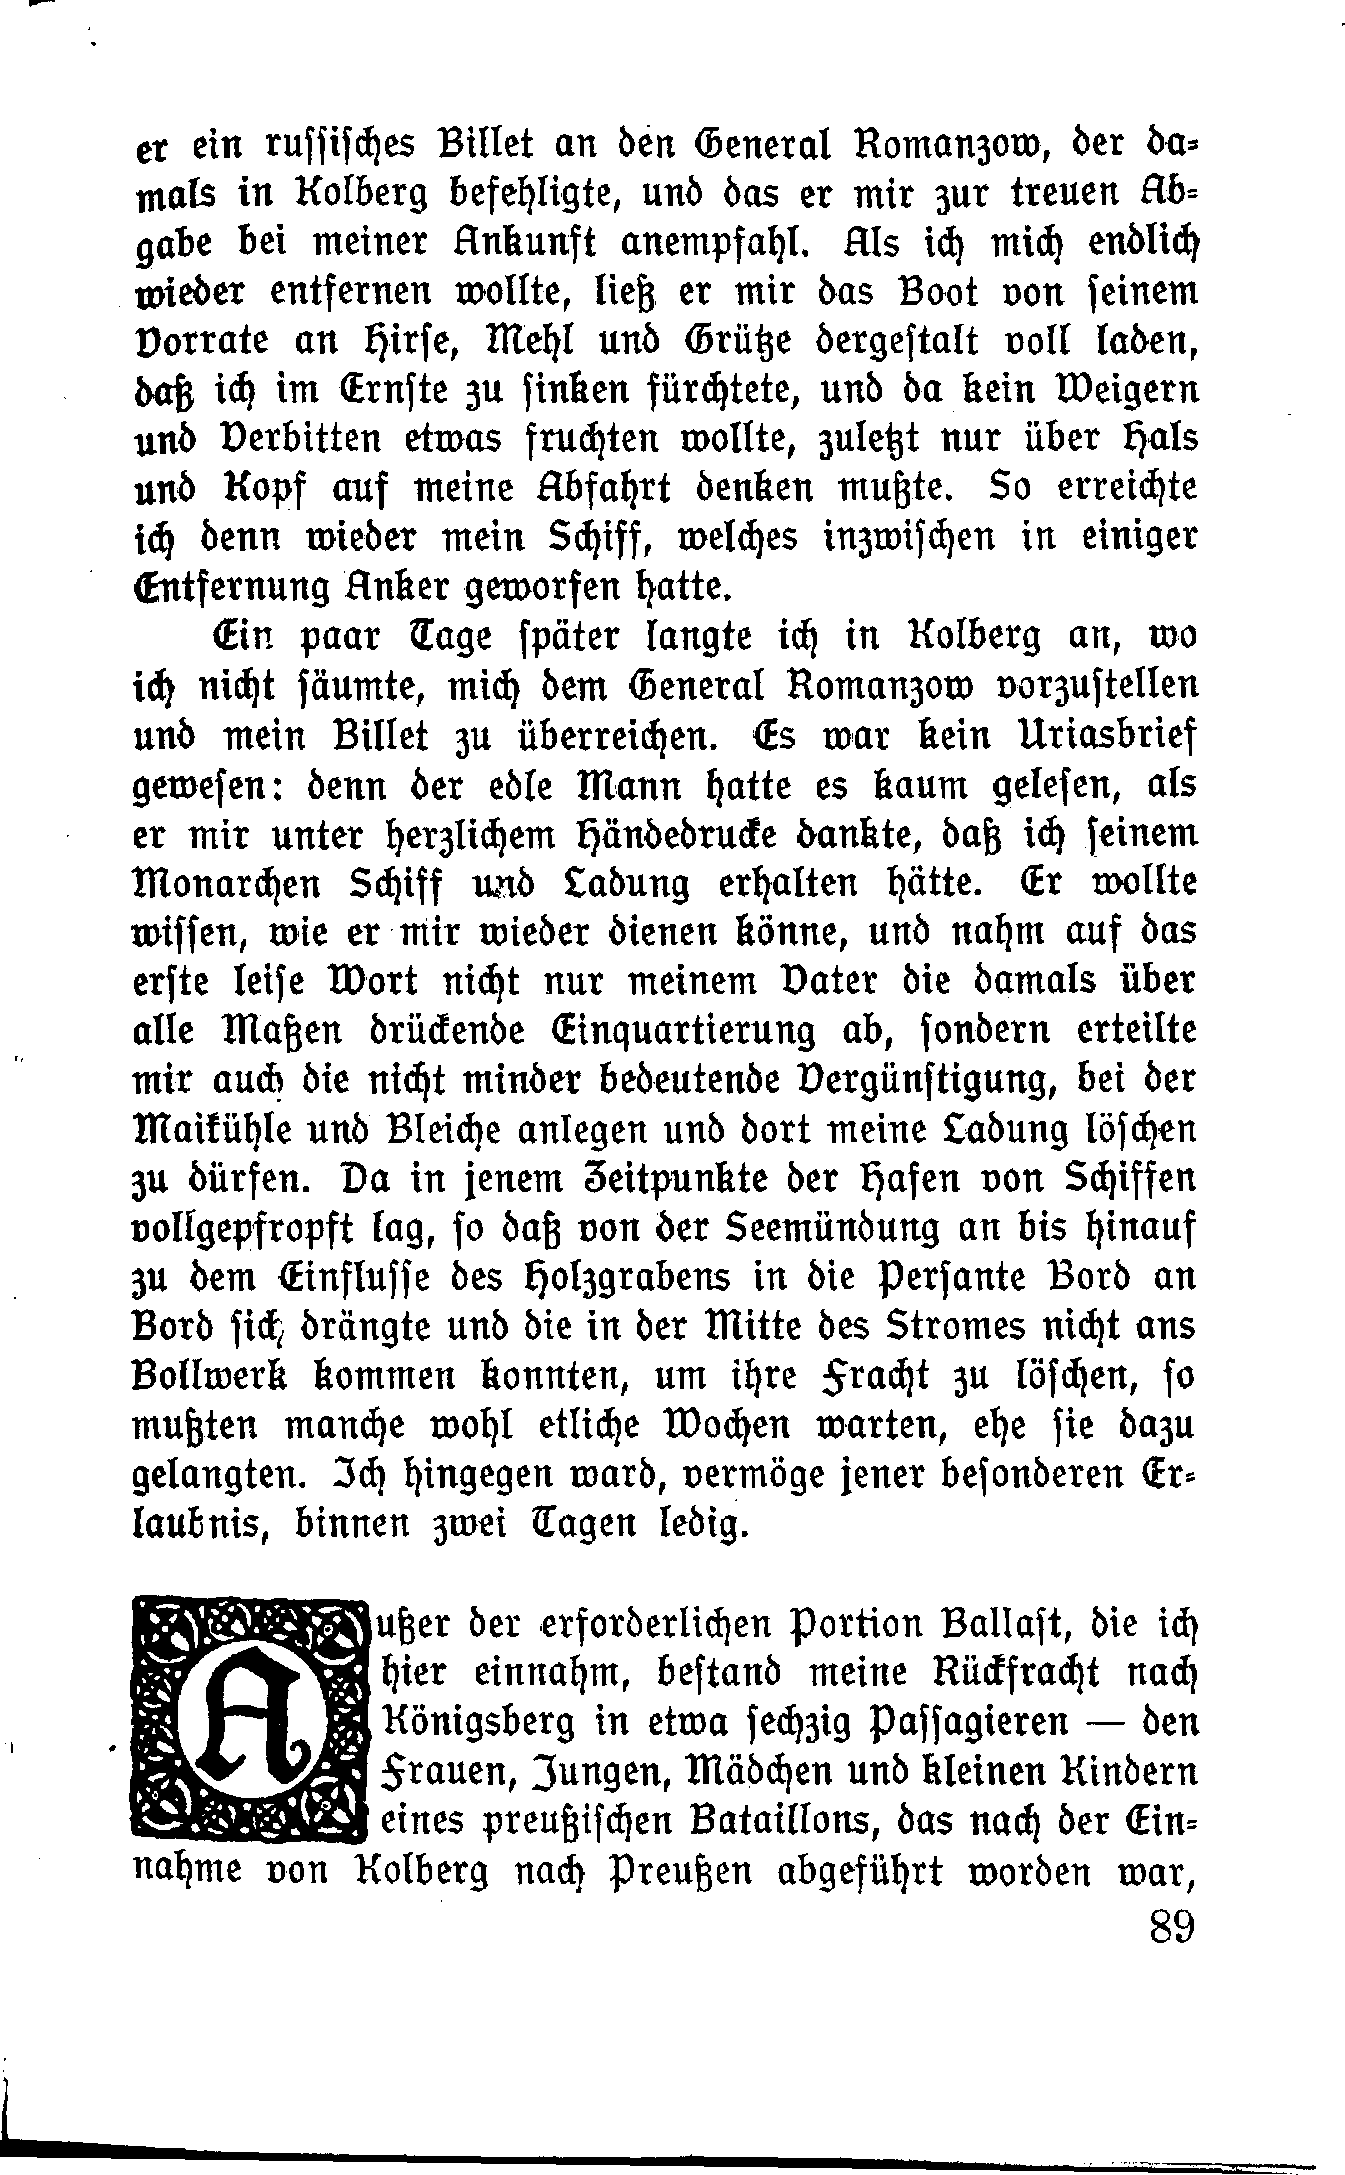 er ein russisches Billet an den General Romanzow, der da-
mals in Kolberg befehligte, und das er mir zur treuen Ab-
gabe bei meiner Ankunft anempfahl. Als ich mich endlich
wieder entfernen wollte, ließ er mir das Boot von seinem
Vorrate an Hirse, Mehl und Grütze dergestalt voll laden,
daß ich im Ernste zu sinken fürchtete, und da kein Weigern
und Verbitten etwas fruchten wollte, zuletzt nur über Hals
und Kopf auf meine Abfahrt denken mußte. So erreichte
ich denn wieder mein Schiff, welches inzwischen in einiger
Entfernung Anker geworfen hatte.
Ein paar Tage später langte ich in Kolberg an, wo
ich nicht säumte, mich dem General Romanzow vorzustellen
und mein Billet zu überreichen. Es war kein Uriasbrief
gewesen: denn der edle Mann hatte es kaum gelesen, als
er mir unter herzlichem Händedrucke dankte, daß ich seinem
Monarchen Schiff und Ladung erhalten hätte. Er wollte
wissen, wie er mir wieder dienen könne, und nahm auf das
erste leise Wort nicht nur meinem Vater die damals über
alle Maßen drückende Einquartierung ab, sondern erteilte
mir auch die nicht minder bedeutende Vergünstigung, bei der
Maikühle und Bleiche anlegen und dort meine Ladung löschen
zu dürfen. Da in jenem Zeitpunkte der Hafen von Schiffen
vollgepfropft lag, so daß von der Seemündung an bis hinauf
zu dem Einflusse des Holzgrabens in die Persante Bord an
Bord sich drängte und die in der Mitte des Stromes nicht ans
Bollwerk kommen konnten, um ihre Fracht zu löschen, so
mußten manche wohl etliche Wochen warten, ehe sie dazu
gelangten. Ich hingegen ward, vermöge jener besonderen Er-
laubnis, binnen zwei Tagen ledig.
Außer der erforderlichen Portion Ballast, die ich
hier einnahm, bestand meine Rückfracht nach
Königsberg in etwa sechzig Passagieren — den
Frauen, Jungen, Mädchen und kleinen Kindern
eines preußischen Bataillons, das nach der Ein-
nahme von Kolberg nach Preußen abgeführt worden war,
89